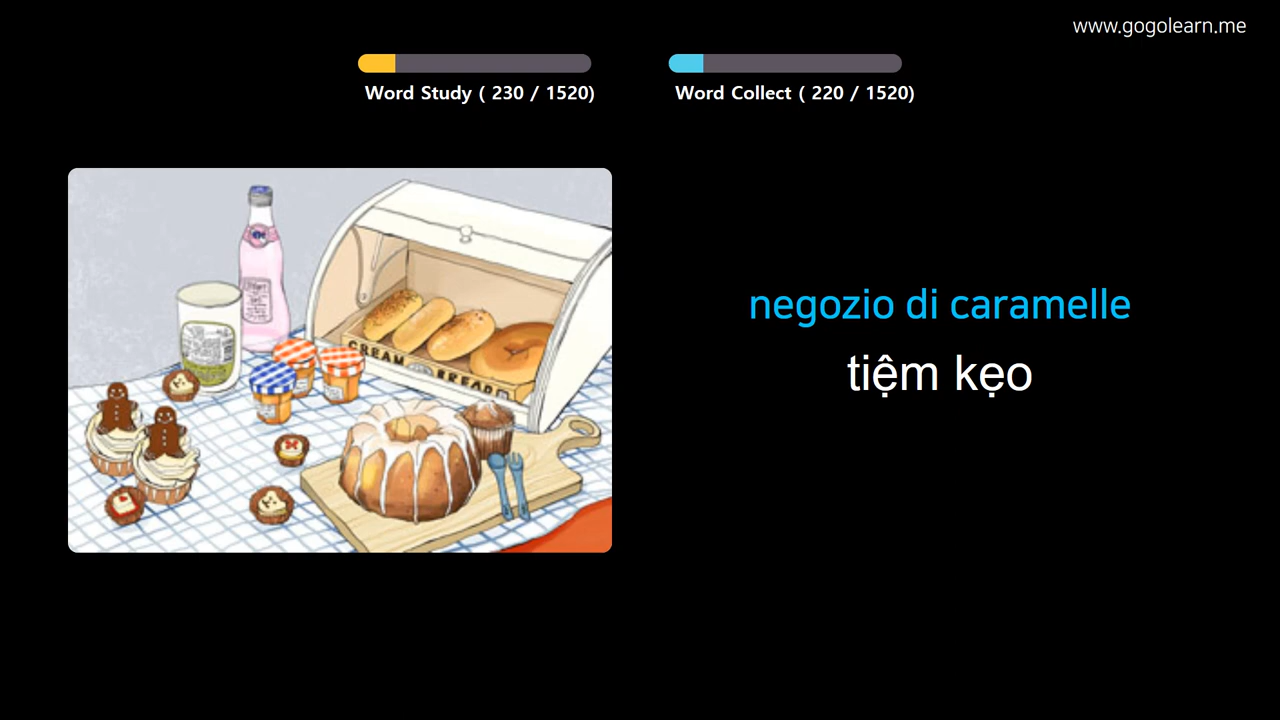 www.gogolearn.me
Word Study ( 230 / 1520)
Word Collect ( 220 / 1520)
CREAM BREAD
negozio di caramelle
tiệm kẹo